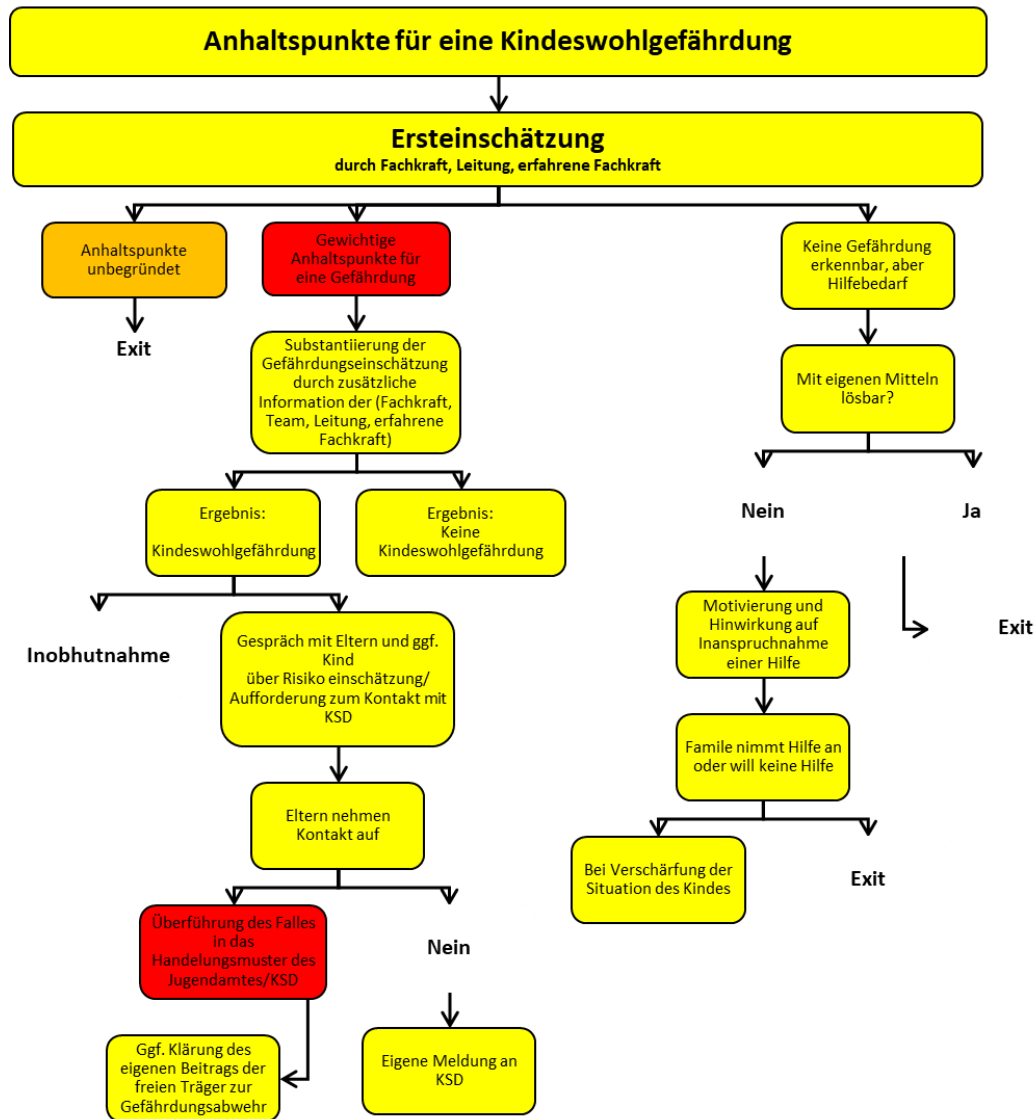 Anhaltspunkte für eine Kindeswohlgefährdung
Ersteinschätzung
durch Fachkraft, Leitung, erfahrene Fachkraft
Anhaltspunkte
unbegründet
Gewichtige
Anhaltspunkte für
eine Gefährdung
Keine Gefährdung
erkennbar, aber
Hilfebedarf
Exit
Substantiierung der
Gefährdungseinschätzung
durch zusätzliche
Information der (Fachkraft,
Team, Leitung, erfahrene
Fachkraft)
Mit eigenen Mitteln
lösbar?
Ergebnis:
Kindeswohlgefährdung
Ergebnis:
Keine
Kindeswohlgefährdung
Nein
Ja
Inobhutnahme
Gespräch mit Eltern und ggf.
Kind
über Risiko einschätzung/
Aufforderung zum Kontakt mit
KSD
Motivierung und
Hinwirkung auf
Inanspruchnahme
einer Hilfe
Exit
Famile nimmt Hilfe an
oder will keine Hilfe
Eltern nehmen
Kontakt auf
Bei Verschärfung der
Situation des Kindes
Exit
Überführung des Falles
in das
Handelungsmuster des
Jugendamtes/KSD
Nein
Ggf. Klärung des
eigenen Beitrags der
freien Träger zur
Gefährdungsabwehr
Eigene Meldung an
KSD